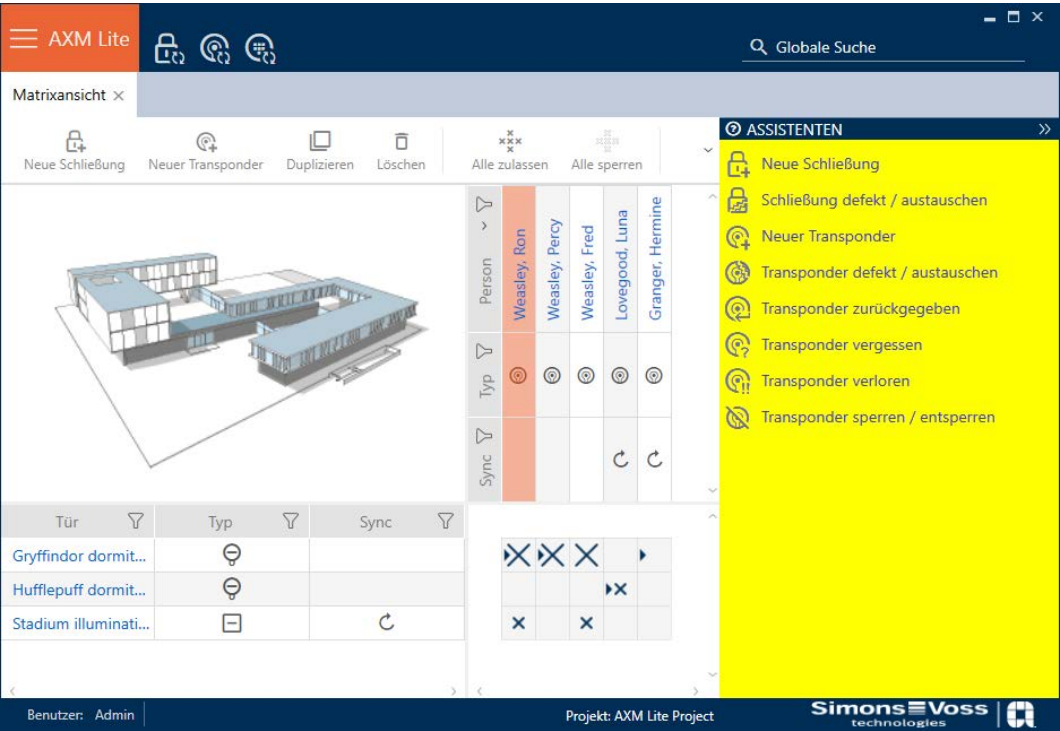 AXM Lite
Globale Suche
Matrixansicht
Neue Schließung
Neuer Transponder
Duplizieren
Löschen
Alle zulassen
Alle sperren
ASSISTENTEN
Neue Schließung
Schließung defekt / austauschen
Neuer Transponder
Transponder defekt / austauschen
Transponder zurückgegeben
Transponder vergessen
Transponder verloren
Transponder sperren / entsperren
Person
Weasley, Ron
Weasley, Percy
Weasley, Fred
Lovegood, Luna
Granger, Hermine
Typ
Sync
Tür
Typ
Sync
Gryffindor dormit...
Hufflepuff dormit...
Stadium illuminati...
Benutzer: Admin
Projekt: AXM Lite Project
Simons Voss
technologies